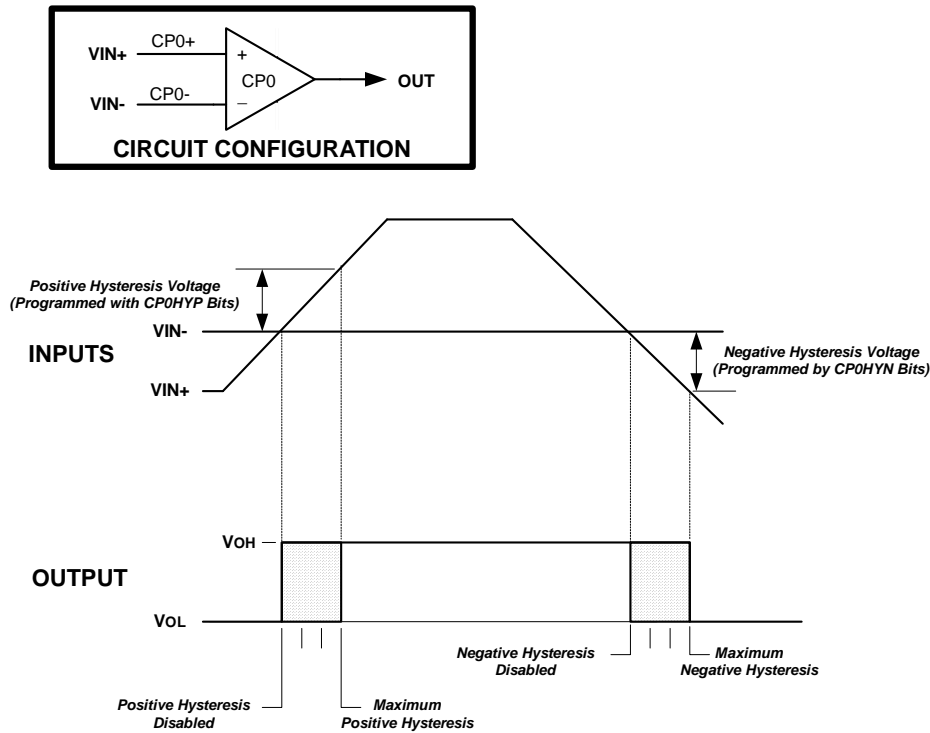 VIN+
CP0+
+
CP0
OUT
VIN-
CP0-
–
CIRCUIT CONFIGURATION
Positive Hysteresis Voltage
(Programmed with CP0HYP Bits)
VIN-
INPUTS
VIN+
Negative Hysteresis Voltage
(Programmed by CP0HYN Bits)
VOH
OUTPUT
VOL
Negative Hysteresis
Disabled
Maximum
Negative Hysteresis
Positive Hysteresis
Disabled
Maximum
Positive Hysteresis